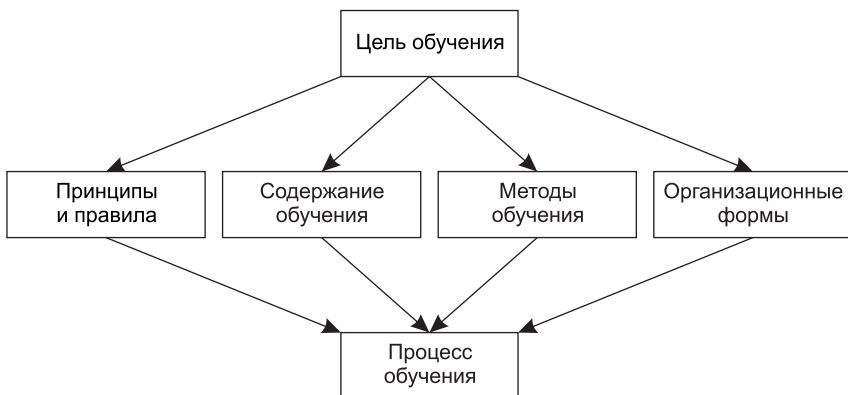 Цель обучения
Принципы
и правила
Содержание
обучения
Методы
обучения
Организационные
формы
Процесс
обучения